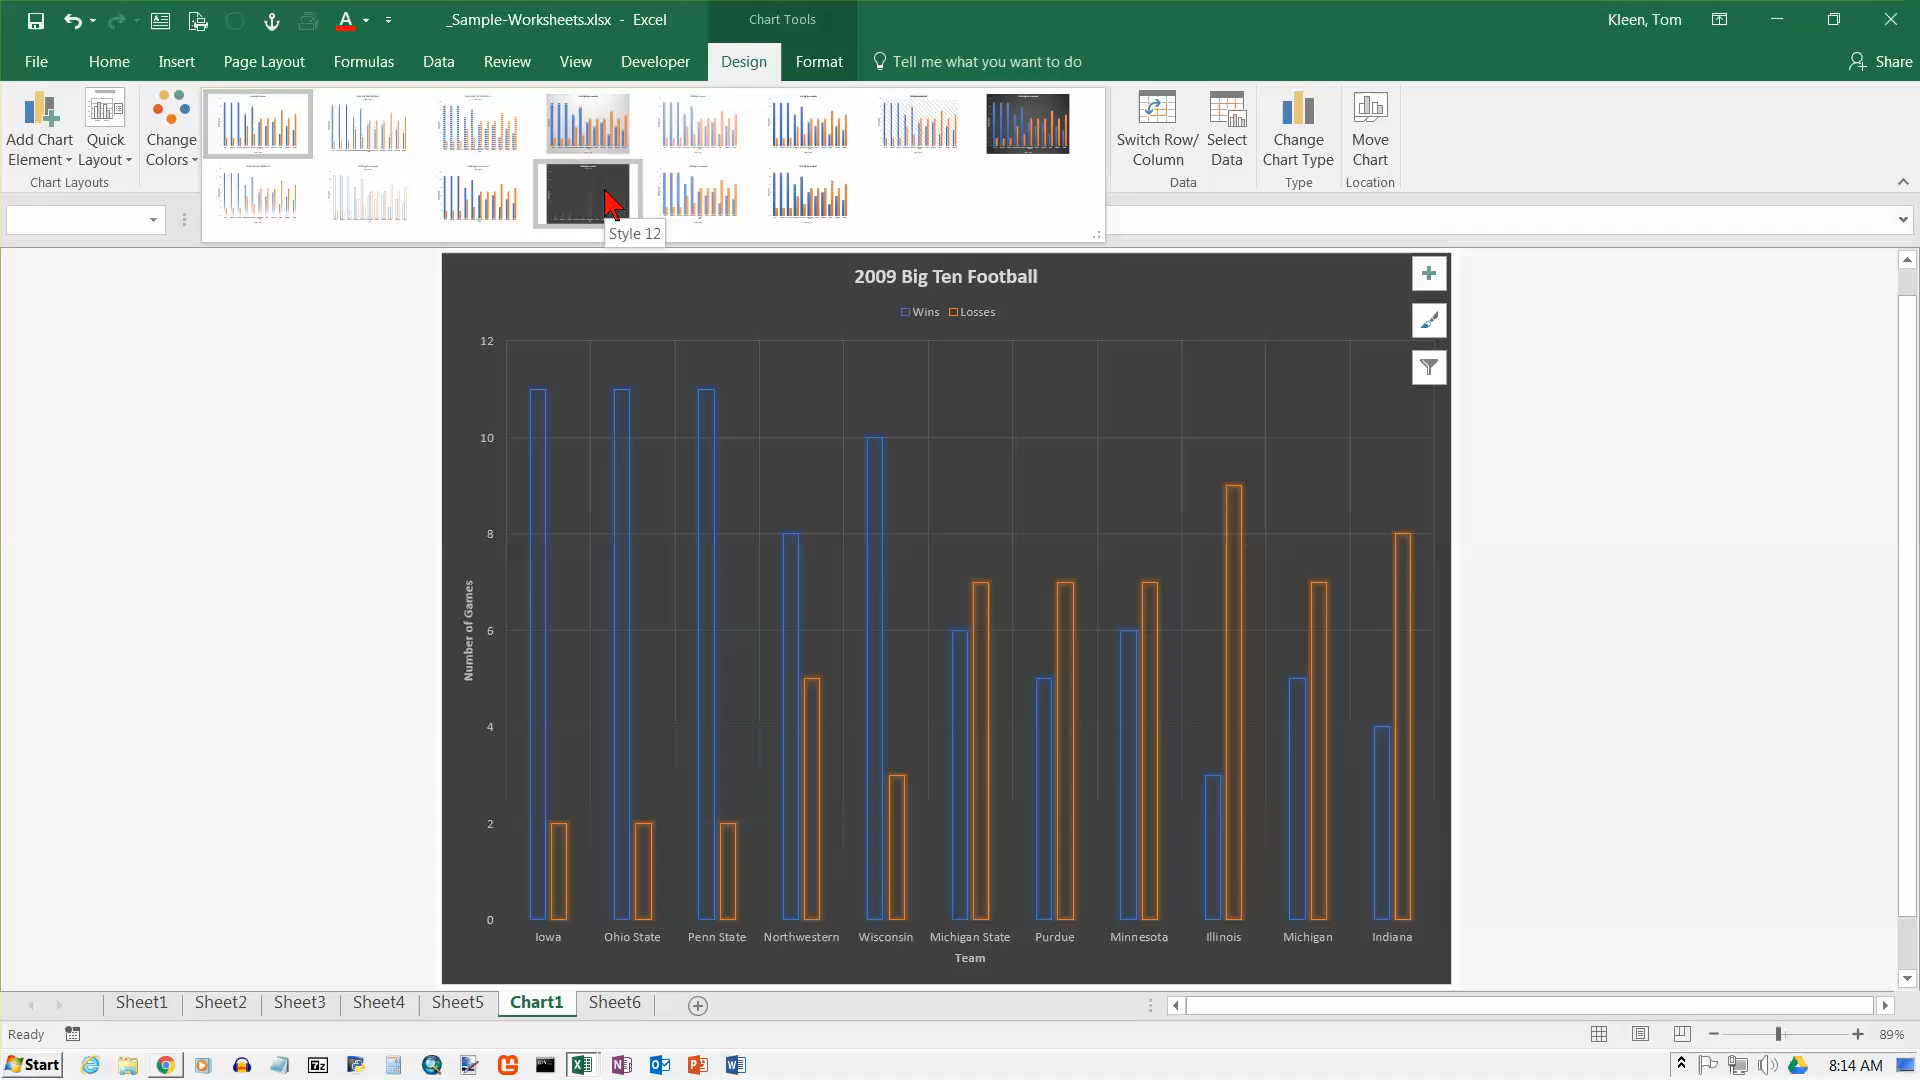 _Sample-Worksheets.xlsx - Excel
Chart Tools
Kleen, Tom
File
Home
Insert
Page Layout
Formulas
Data
Review
View
Developer
Design
Format
Tell me what you want to do
Share
Add Chart
Element
Quick
Layout
Change
Colors
Switch Row/
Column
Select
Data
Change
Chart Type
Move
Chart
Chart Layouts
Data
Type
Location
Style 12
2009 Big Ten Football
Wins
Losses
12
10
8
6
4
2
0
Number of Games
Iowa
Ohio State
Penn State
Northwestern
Wisconsin
Michigan State
Purdue
Minnesota
Illinois
Michigan
Indiana
Team
Sheet1
Sheet2
Sheet3
Sheet4
Sheet5
Chart1
Sheet6
Ready
89%
Start
8:14 AM